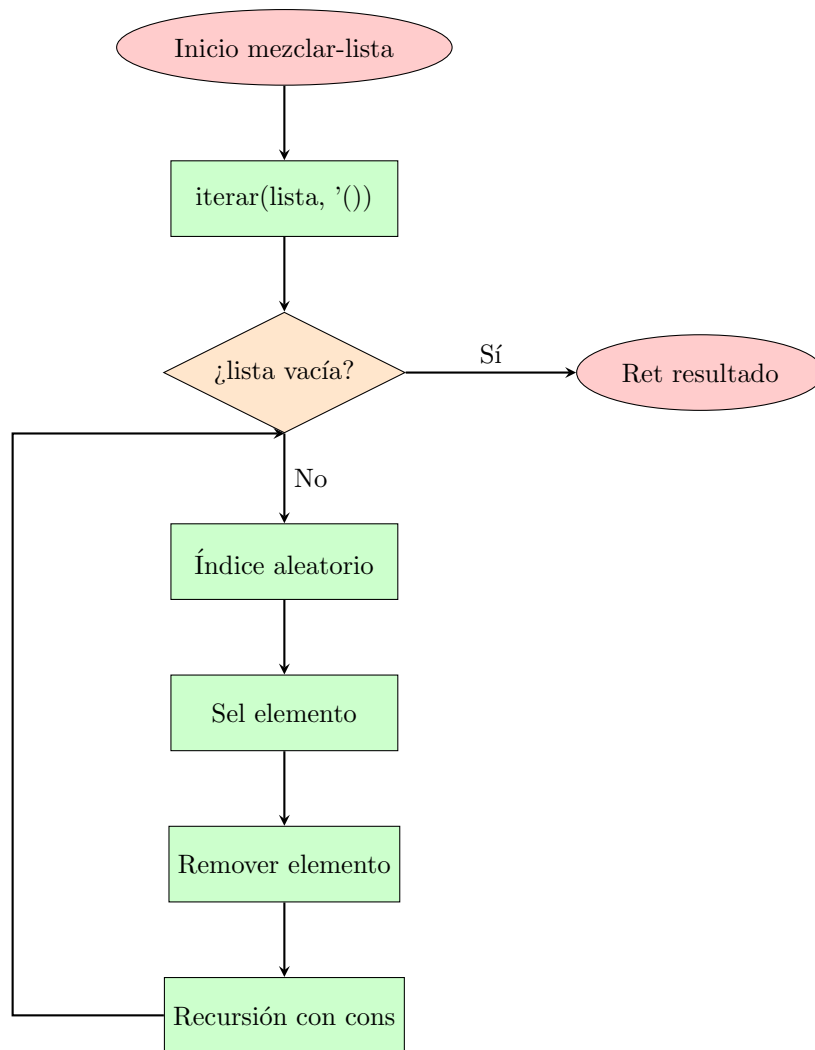 Inicio mezclar-lista
iterar(lista, ’())
¿lista vacía?
Sí
Ret resultado
No
Índice aleatorio
Sel elemento
Remover elemento
Recursión con cons